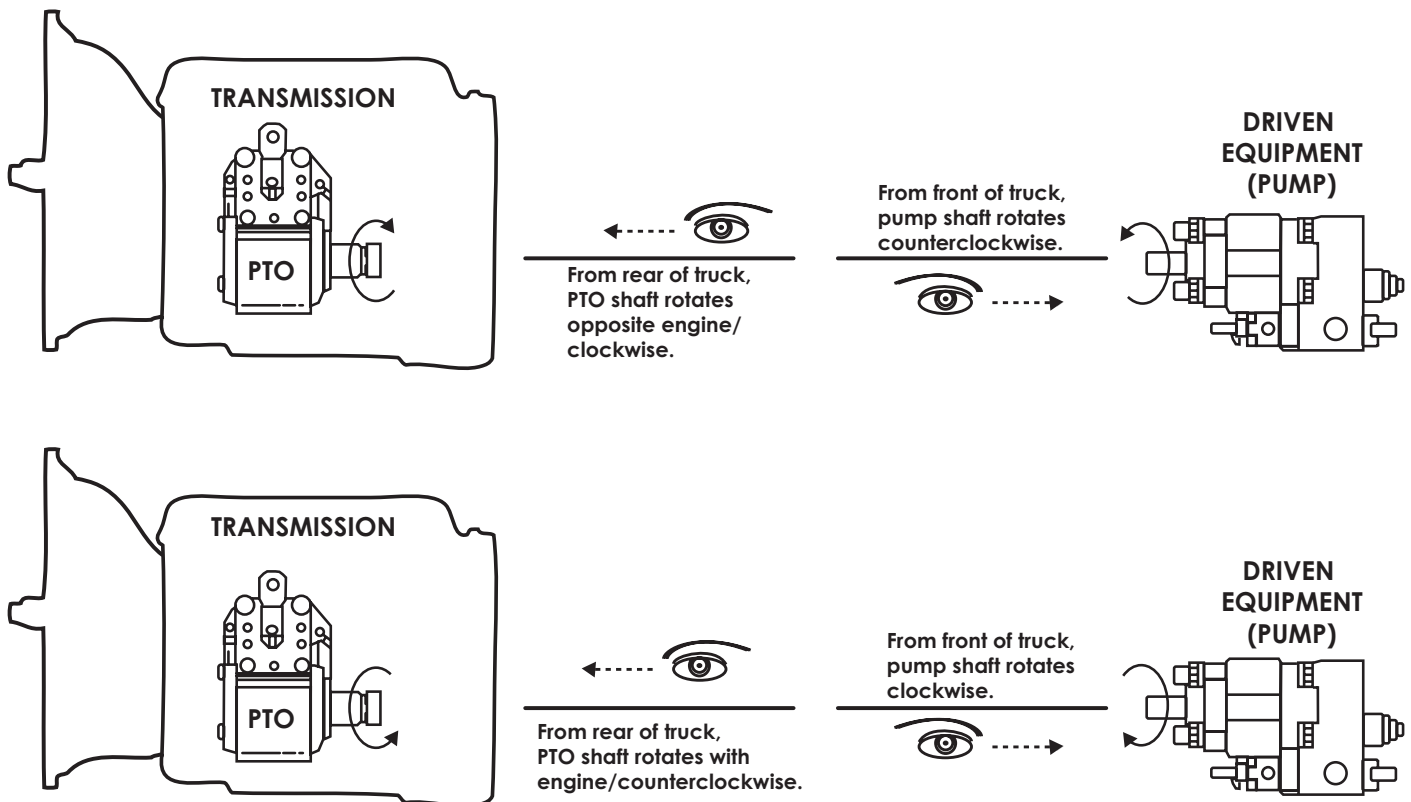 TRANSMISSION
PTO
From rear of truck,
PTO shaft rotates
opposite engine/
clockwise.
From front of truck,
pump shaft rotates
counterclockwise.
DRIVEN
EQUIPMENT
(PUMP)
TRANSMISSION
PTO
From rear of truck,
PTO shaft rotates with
engine/counterclockwise.
From front of truck,
pump shaft rotates
clockwise.
DRIVEN
EQUIPMENT
(PUMP)